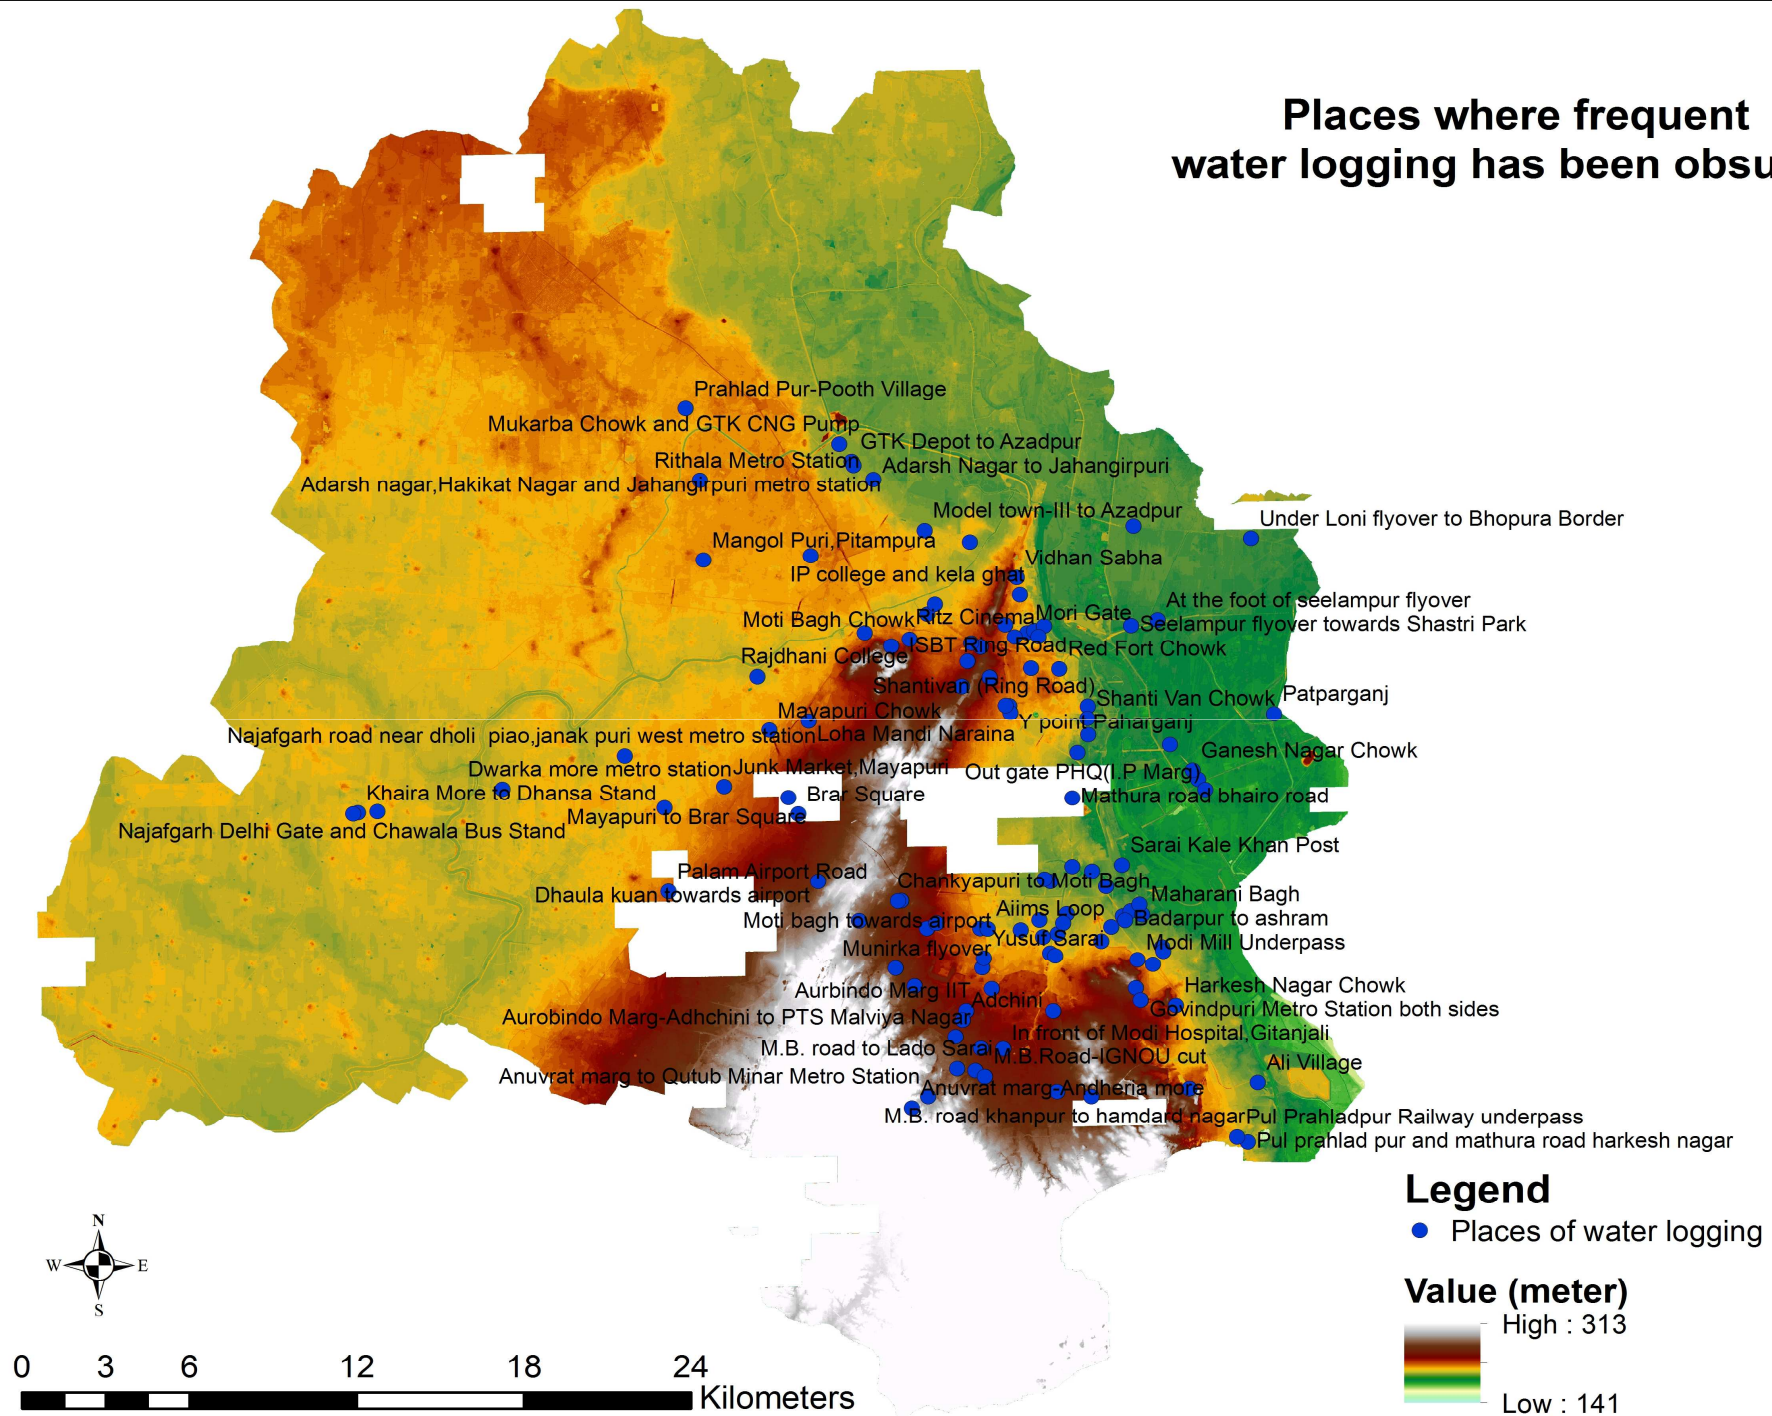 Places where frequent
water logging has been obsu
Prahlad Pur-Pooth Village
Mukarba Chowk and GTK CNG Pump
GTK Depot to Azadpur
Rithala Metro Station
Adarsh Nagar to Jahangirpuri
Adarsh nagar,Hakikat Nagar and Jahangirpuri metro station
Model town-III to Azadpur
Under Loni flyover to Bhopura Border
Mangol Puri,Pitampura
Vidhan Sabha
IP college and kela ghat
At the foot of seelampur flyover
Moti Bagh Chowk
Ritz Cinema
Mori Gate
Seelampur flyover towards Shastri Park
ISBT Ring Road
Red Fort Chowk
Rajdhani College
Shantivan (Ring Road)
Shanti Van Chowk
Patparganj
Mayapuri Chowk
Y point Paharganj
Najafgarh road near dholi piao,janak puri west metro station
Loha Mandi Naraina
Ganesh Nagar Chowk
Dwarka more metro station
Junk Market,Mayapuri
Out gate PHQ(I.P Marg)
Khaira More to Dhansa Stand
Brar Square
Mathura road bhairo road
Mayapuri to Brar Square
Najafgarh Delhi Gate and Chawala Bus Stand
Sarai Kale Khan Post
Palam Airport Road
Chankyapuri to Moti Bagh
Dhaula kuan towards airport
Maharani Bagh
Aiims Loop
Moti bagh towards airport
Badarpur to ashram
Yusuf Sarai
Modi Mill Underpass
Munirka flyover
Harkesh Nagar Chowk
Aurbindo Marg IIT
Adchini
Govindpuri Metro Station both sides
Aurobindo Marg-Adhchini to PTS Malviya Nagar
In front of Modi Hospital,Gitanjali
M.B. road to Lado Sarai
M.B.Road-IGNOU cut
Ali Village
Anuvrat marg to Qutub Minar Metro Station
Anuvrat marg-Andheria more
M.B. road khanpur to hamdard nagar
Pul Prahladpur Railway underpass
Pul prahlad pur and mathura road harkesh nagar
Legend
Places of water logging
Value (meter)
High : 313
Low : 141
N
W E
S
0 3 6 12 18 24
Kilometers